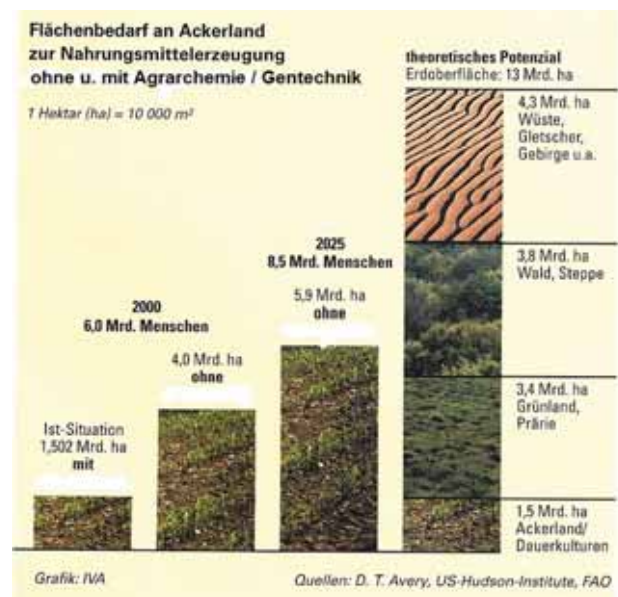 Flächenbedarf an Ackerland
zur Nahrungsmittelerzeugung
ohne u. mit Agrarchemie / Gentechnik
1 Hektar (ha) = 10 000 m²
theoretisches Potenzial
Erdoberfläche: 13 Mrd. ha
4,3 Mrd. ha
Wüste,
Gletscher,
Gebirge u.a.
2025
8,5 Mrd. Menschen
5,9 Mrd. ha
ohne
3,8 Mrd. ha
Wald, Steppe
2000
6,0 Mrd. Menschen
4,0 Mrd. ha
ohne
3,4 Mrd. ha
Grünland,
Prärie
Ist-Situation
1,502 Mrd. ha
mit
1,5 Mrd. ha
Ackerland/
Dauerkulturen
Grafik: IVA
Quellen: D. T. Avery, US-Hudson-Institute, FAO